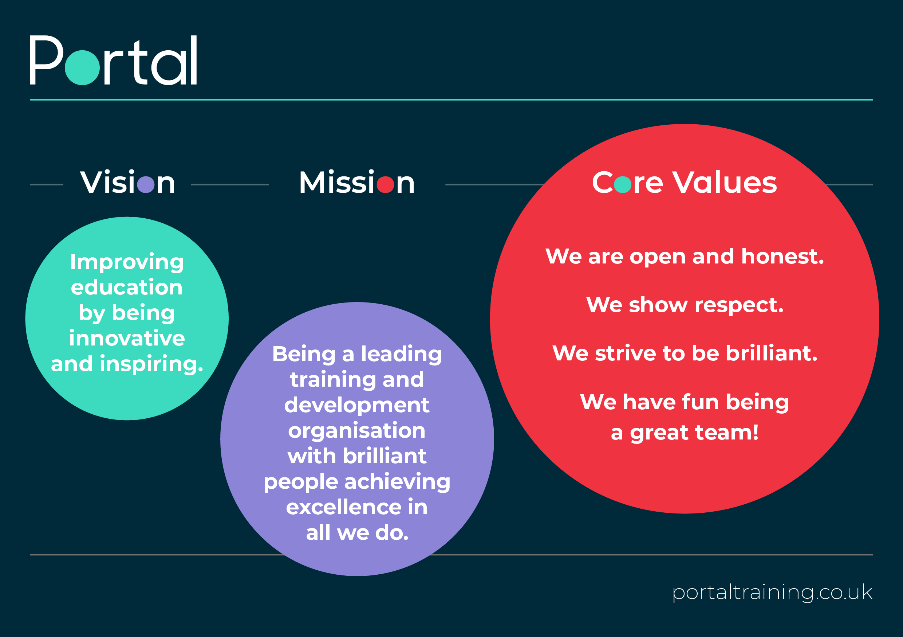 Portal
Vision
Improving
education
by being
innovative
and inspiring.
Mission
Being a leading
training and
development
organisation
with brilliant
people achieving
excellence in
all we do.
Core Values
We are open and honest.
We show respect.
We strive to be brilliant.
We have fun being
a great team!
portaltraining.co.uk